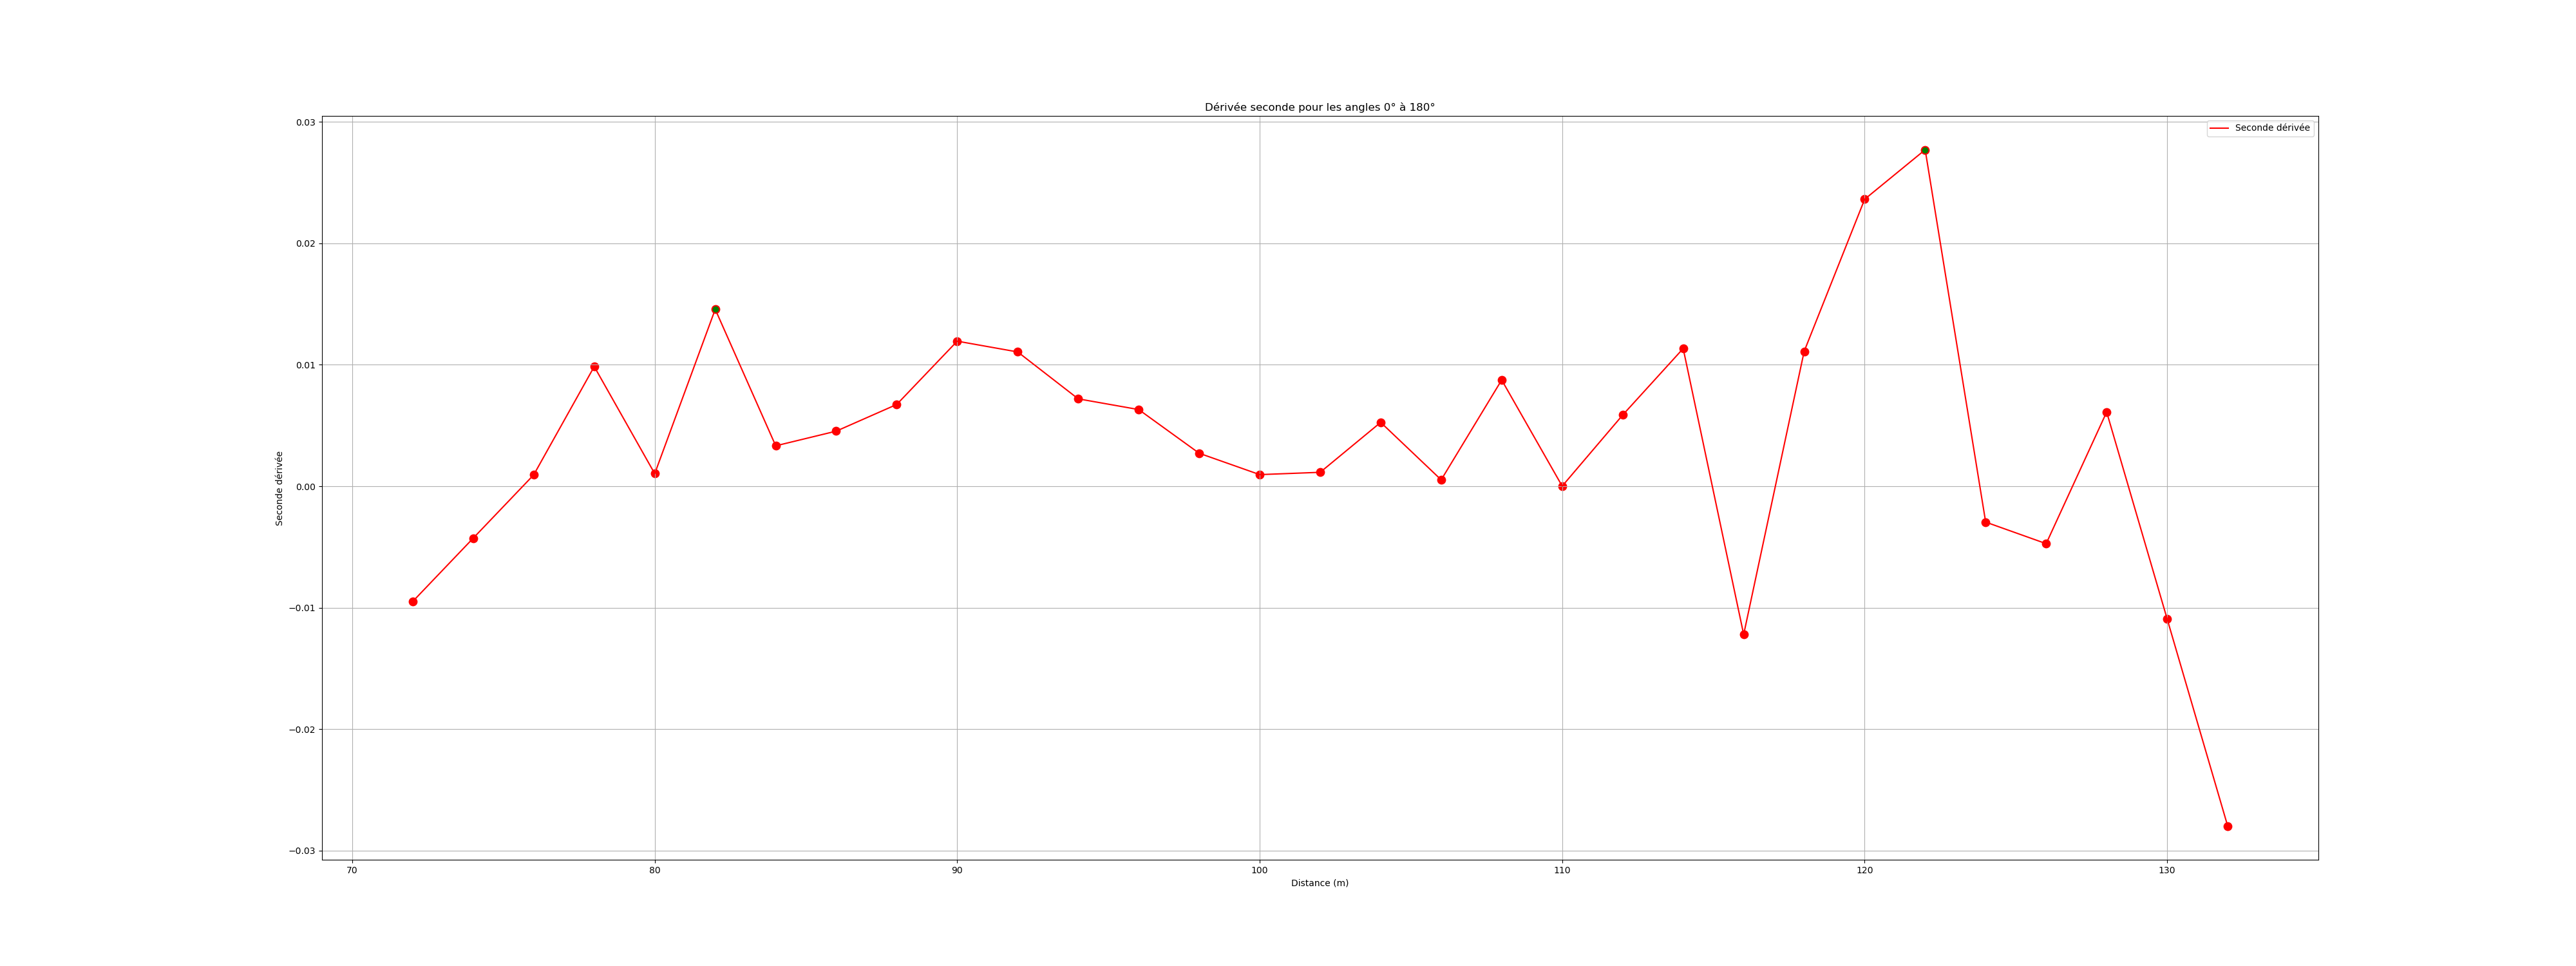 Dérivée seconde pour les angles 0° à 180°
Seconde dérivée
0.03
0.02
0.01
0.00
−0.01
−0.02
−0.03
Seconde dérivée
70 80 90 100 110 120 130
Distance (m)